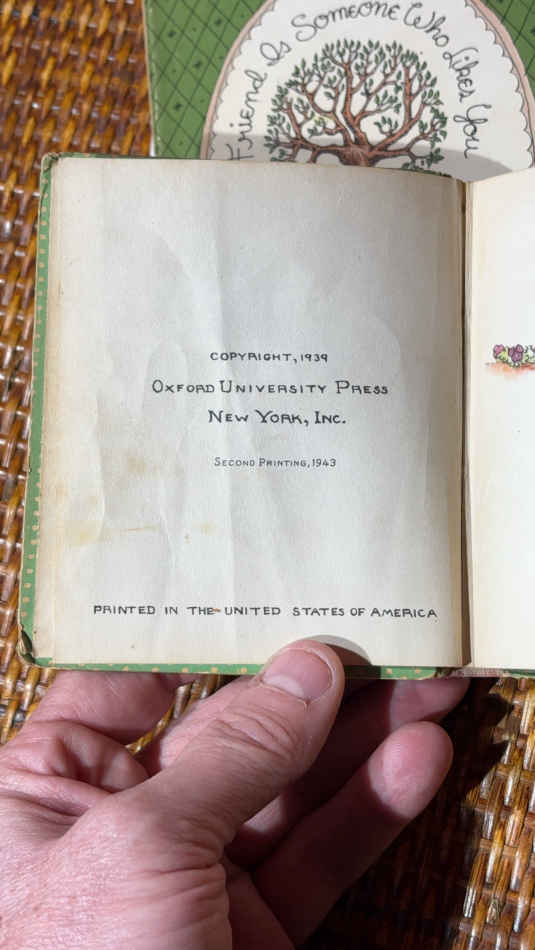 Friend Is Someone Who Likes You
COPYRIGHT, 1939
OXFORD UNIVERSITY PRESS
NEW YORK, INC.
SECOND PRINTING, 1943
PRINTED IN THE UNITED STATES OF AMERICA